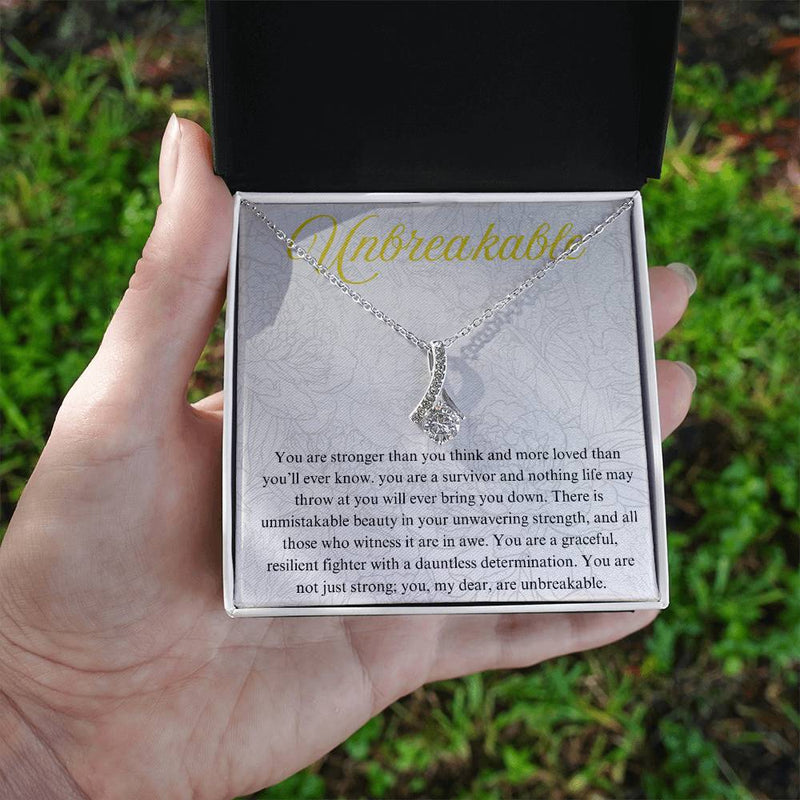 Unbreakable
You are stronger than you think and more loved than
you'll ever know. you are a survivor and nothing life may
throw at you will ever bring you down. There is
unmistakable beauty in your unwavering strength, and all
those who witness it are in awe. You are a graceful,
resilient fighter with a dauntless determination. You are
not just strong; you, my dear, are unbreakable.